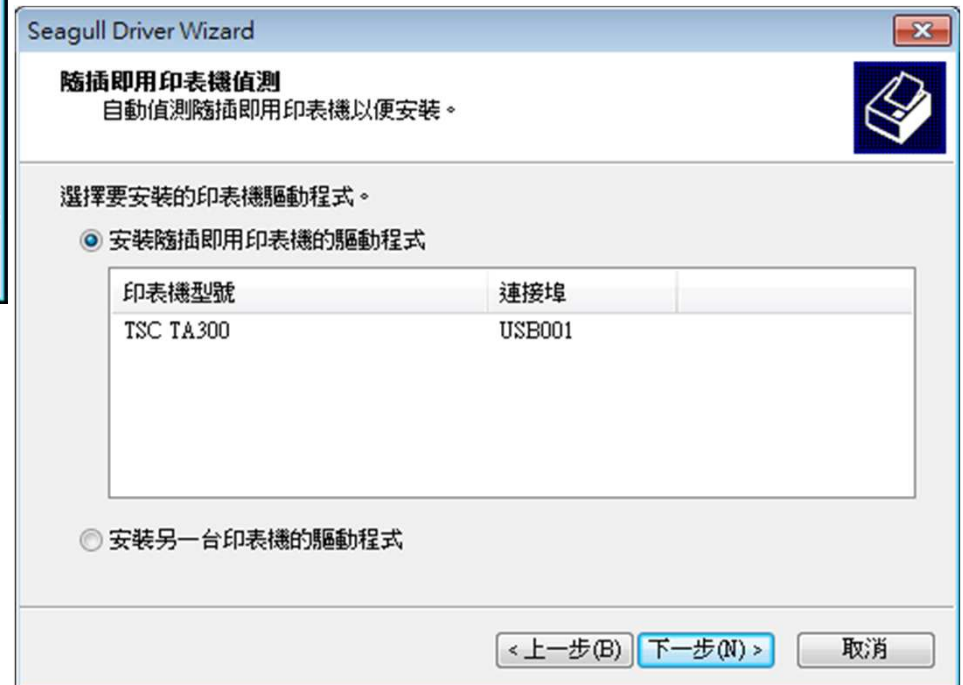 Seagull Driver Wizard
隨插即用印表機偵測
自動偵測隨插即用印表機以便安裝。
選擇要安裝的印表機驅動程式。
安裝隨插即用印表機的驅動程式
印表機型號 連接埠
TSC TA300 USB001
安裝另一台印表機的驅動程式
<上一步(B) 下一步(N)> 取消